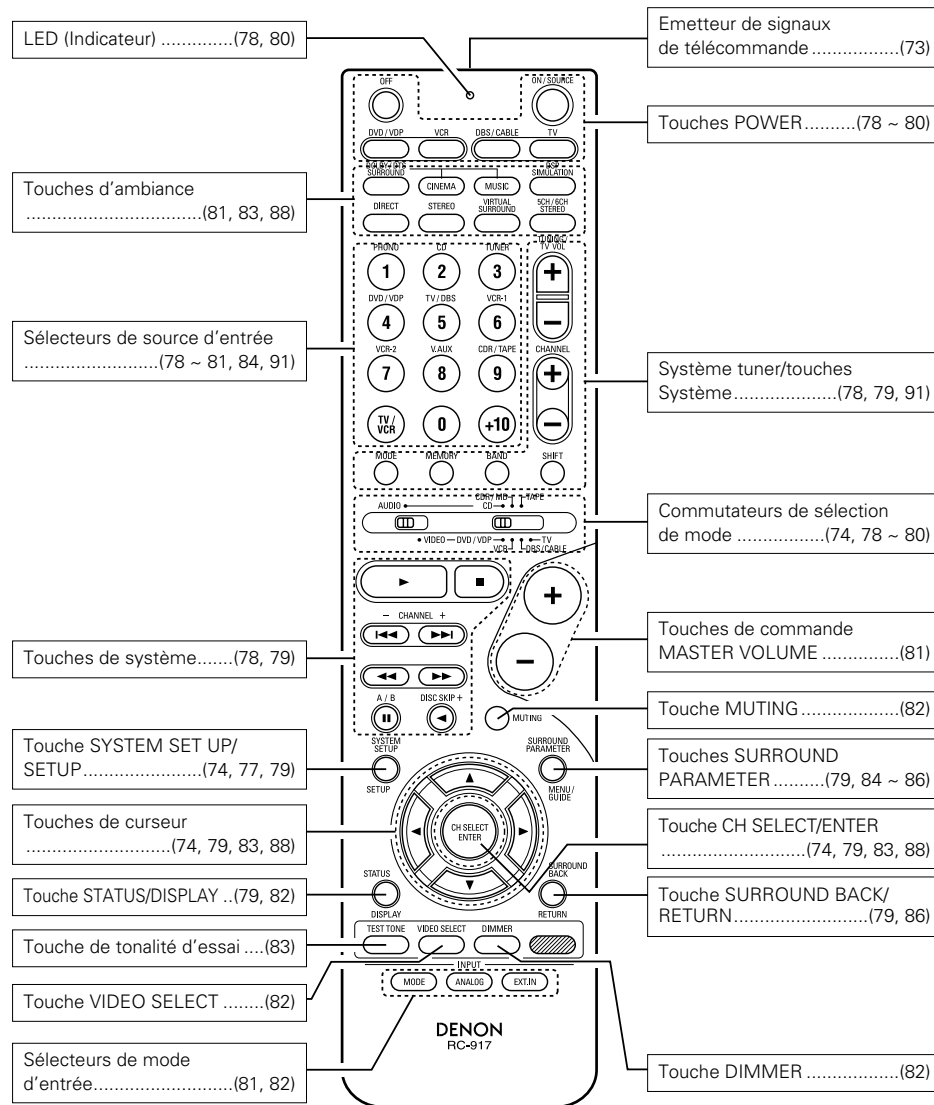 LED (Indicateur) ..............(78, 80)
Emetteur de signaux
de télécommande .................(73)
OFF
ON / SOURCE
Touches POWER..........(78 ~ 80)
DVD / VDP VCR DBS / CABLE TV
DOLBY / DTS
SURROUND
CINEMA
MUSIC
DSP
SIMULATION
Touches d'ambiance
...................................(81, 83, 88)
DIRECT
STEREO
VIRTUAL
SURROUND
5CH / 6CH
STEREO
TUNING /
TV VOL
PHONO CD TUNER
1 2 3
+
DVD / VDP TV / DBS VCR-1
4 5 6
–
Sélecteurs de source d'entrée
...........................(78 ~ 81, 84, 91)
VCR-2 V.AUX CDR / TAPE
CHANNEL
7 8 9
+
Système tuner/touches
Système....................(78, 79, 91)
TV /
VCR
0 +10
–
MODE MEMORY BAND SHIFT
CDR / MD TAPE
AUDIO CD
Commutateurs de sélection
de mode .................(74, 78 ~ 80)
VIDEO DVD / VDP TV
VCR DBS / CABLE
+
– CHANNEL +
–
Touches de commande
MASTER VOLUME ...............(81)
Touches de système.......(78, 79)
A / B DISC SKIP +
MUTING
Touche MUTING...................(82)
Touche SYSTEM SET UP/
SETUP.......................(74, 77, 79)
SYSTEM
SETUP
SETUP
SURROUND
PARAMETER
MENU /
GUIDE
Touches SURROUND
PARAMETER ..........(79, 84 ~ 86)
Touches de curseur
............................(74, 79, 83, 88)
CH SELECT
ENTER
Touche CH SELECT/ENTER
............................(74, 79, 83, 88)
Touche STATUS/DISPLAY ..(79, 82)
STATUS
DISPLAY
SURROUND
BACK
RETURN
Touche SURROUND BACK/
RETURN...........................(79, 86)
Touche de tonalité d'essai ....(83)
TEST TONE VIDEO SELECT DIMMER
Touche VIDEO SELECT ........(82)
INPUT
MODE ANALOG EXT.IN
DENON
RC-917
Sélecteurs de mode
d'entrée............................(81, 82)
Touche DIMMER ..................(82)